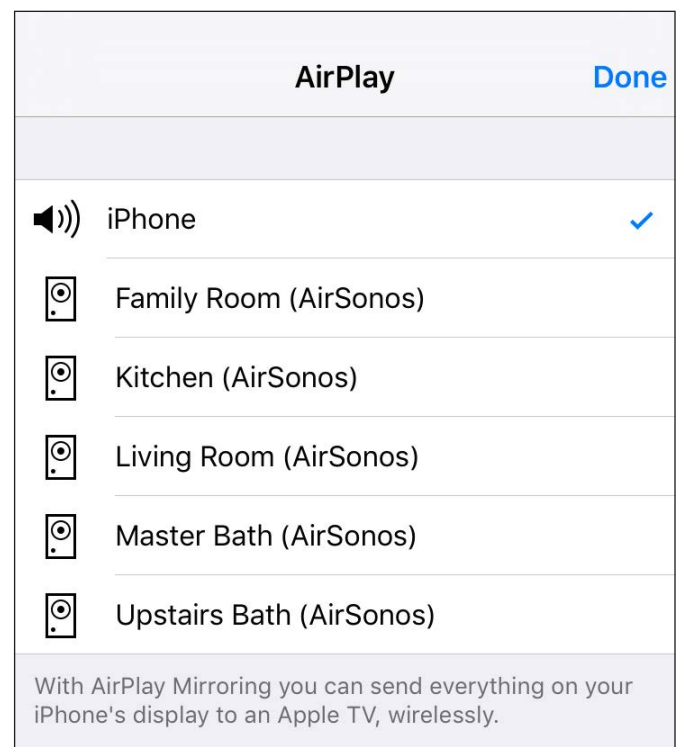 AirPlay Done
iPhone
Family Room (AirSonos)
Kitchen (AirSonos)
Living Room (AirSonos)
Master Bath (AirSonos)
Upstairs Bath (AirSonos)
With AirPlay Mirroring you can send everything on your
iPhone's display to an Apple TV, wirelessly.